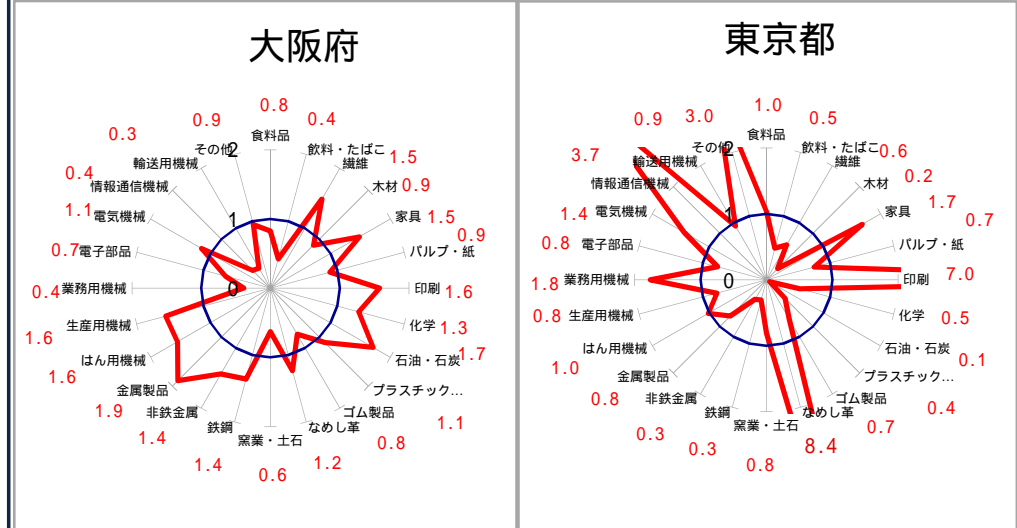 大阪府
0.8
0.9
0.4
0.3
食料品
その他
2
飲料・たばこ
輸送用機械
繊維
1.5
0.4
情報通信機械
木材
0.9
1.1
電気機械
1
家具
1.5
0.7
電子部品
パルプ・紙
0.9
0.4
業務用機械
0
印刷
1.6
生産用機械
化学
1.3
1.6
はん用機械
石油・石炭
1.7
1.6
金属製品
プラスチック...
1.9
非鉄金属
ゴム製品
1.1
1.4
鉄鋼
窯業・土石
なめし革
0.8
1.4
0.6
1.2
東京都
0.9
3.0
1.0
0.5
食料品
その他
2
飲料・たばこ
3.7
輸送用機械
繊維
0.6
情報通信機械
木材
0.2
1.4
電気機械
1
家具
1.7
0.7
0.8
電子部品
パルプ・紙
1.8
業務用機械
0
印刷
7.0
0.8
生産用機械
化学
0.5
はん用機械
石油・石炭
0.1
1.0
金属製品
プラスチック...
0.8
非鉄金属
ゴム製品
0.4
鉄鋼
窯業・土石
なめし革
0.7
0.3
0.3
0.8
8.4